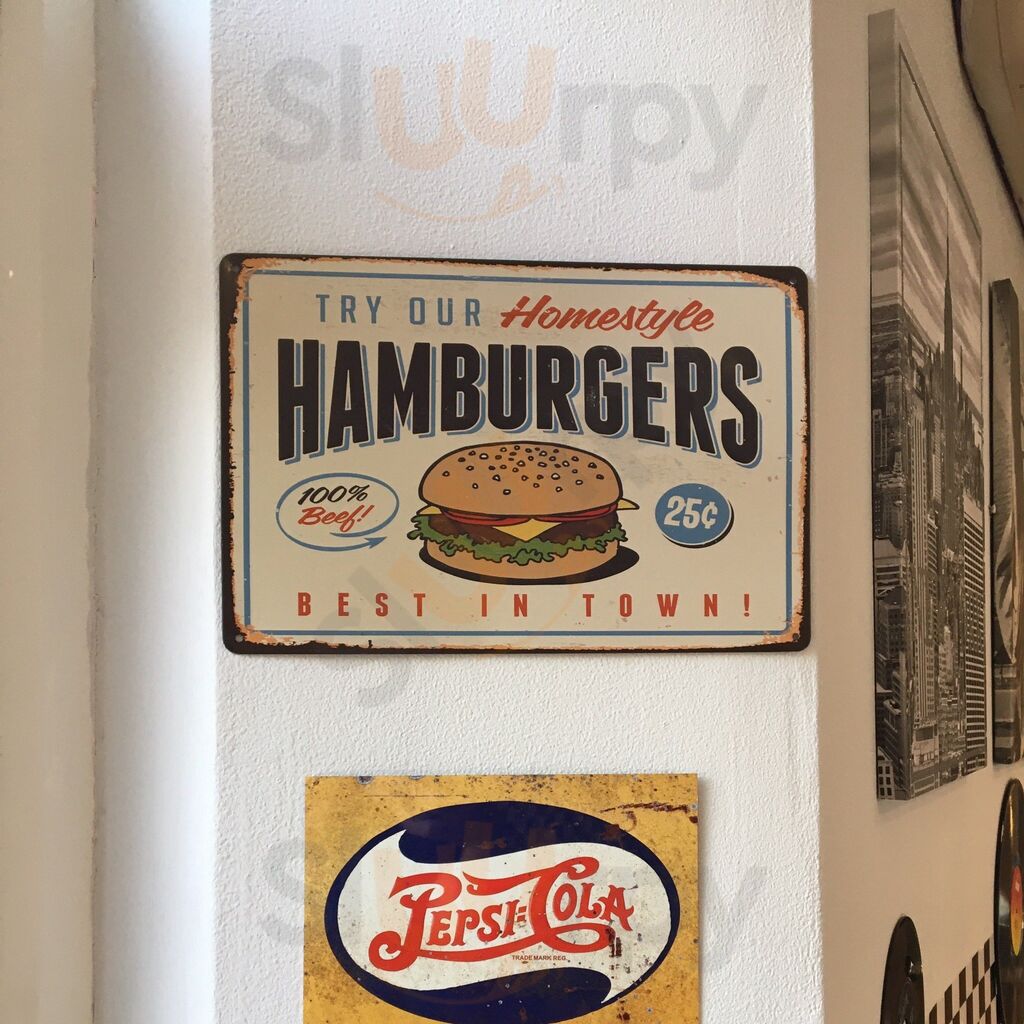 Sluurpy
TRY OUR Homestyle
HAMBURGERS
100%
Beef!
25¢
BEST IN TOWN!
PEPSI=COLA
TRADE MARK REG.